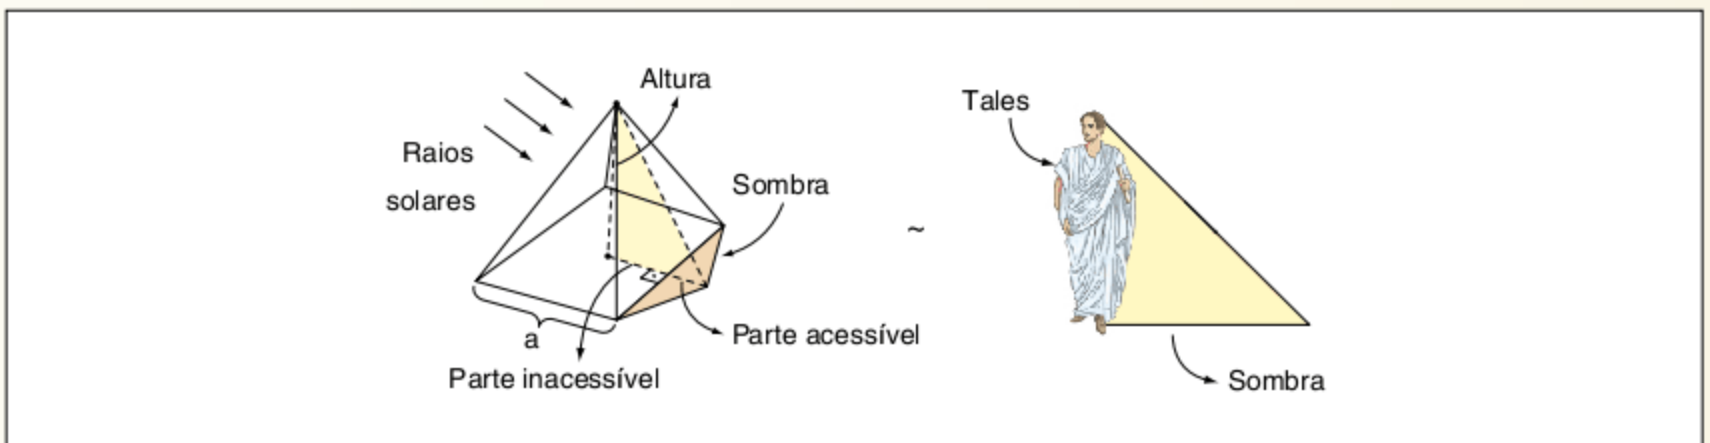 Altura
Raios
solares
Sombra
a
Parte acessível
Parte inacessível
~
Tales
Sombra